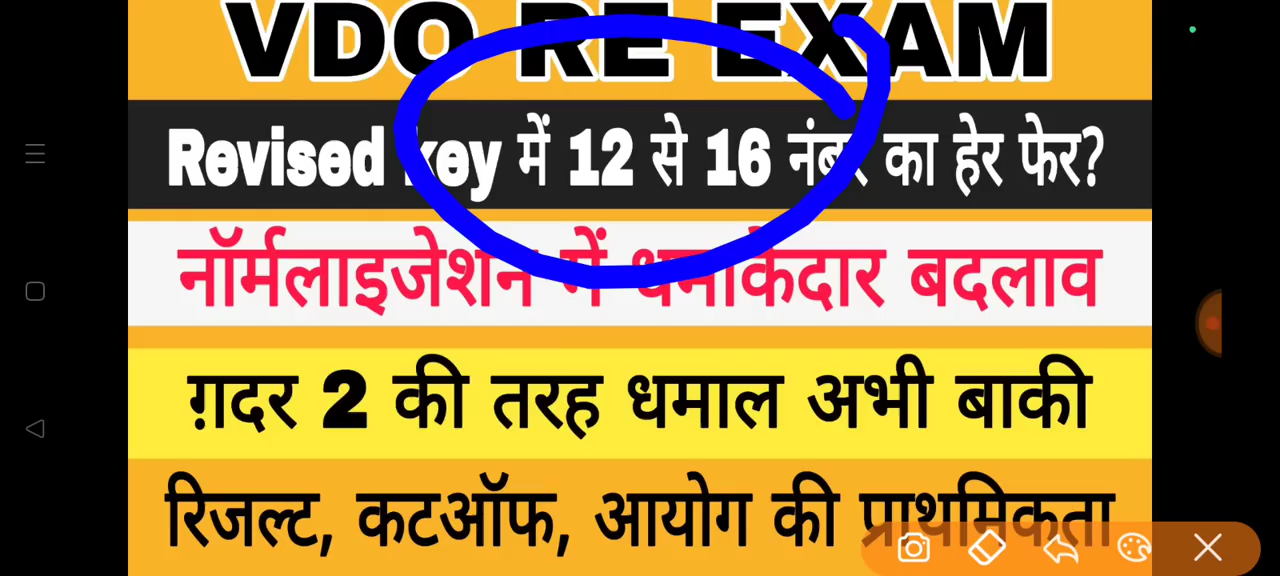 VDO RE EXAM
Revised key में 12 से 16 नंबर का हेर फेर?
नॉर्मलाइजेशन में धमाकेदार बदलाव
ग़दर 2 की तरह धमाल अभी बाकी
रिजल्ट, कटऑफ, आयोग की प्राथमिकता